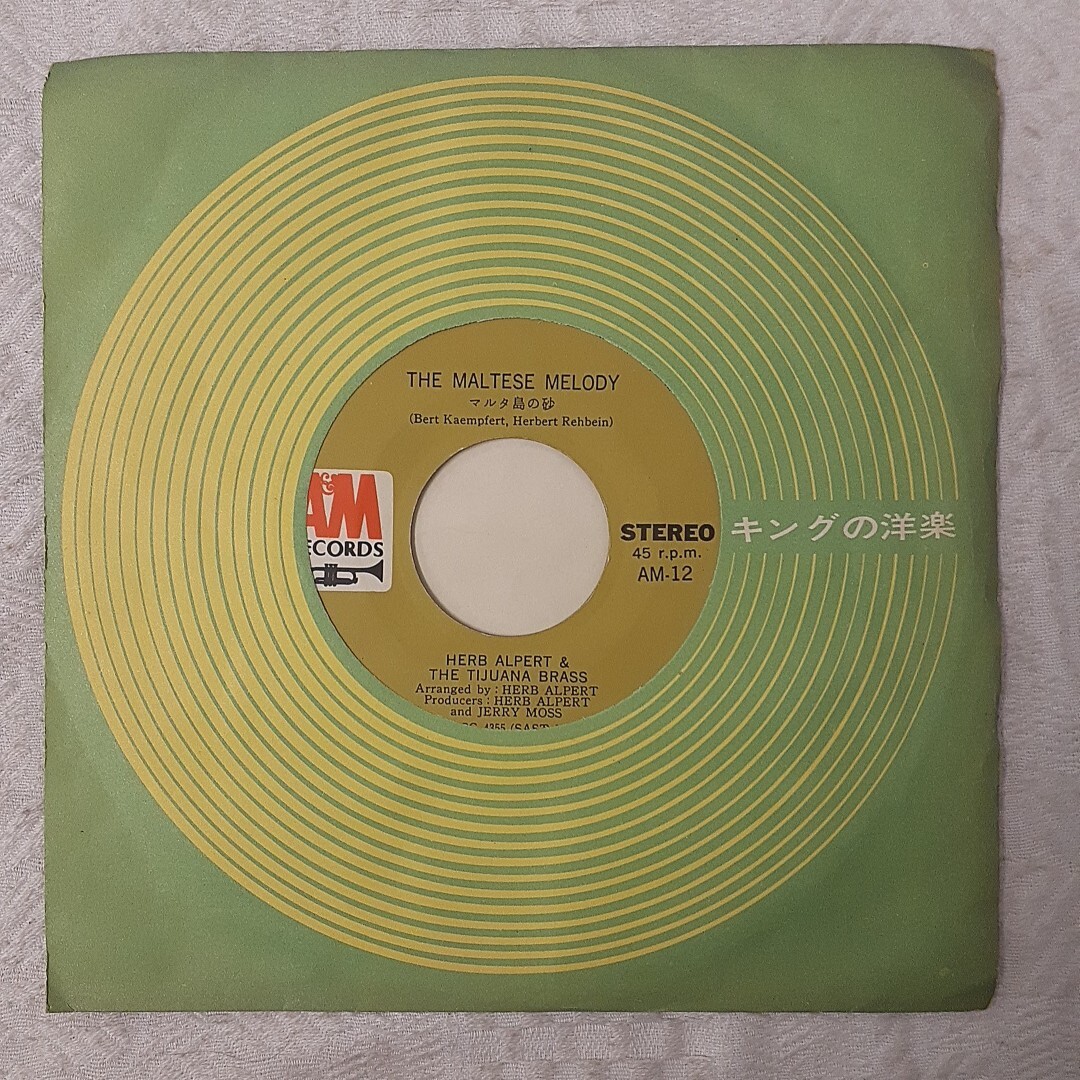 THE MALTESE MELODY
マルタ島の砂
(Bert Kaempfert, Herbert Rehbein)
A&M
ECORDS
STEREO
45 r.p.m.
AM-12
キングの洋楽
HERB ALPERT &
THE TIJUANA BRASS
Arranged by : HERB ALPERT
Producers : HERB ALPERT
and JERRY MOSS
4355 (SAST